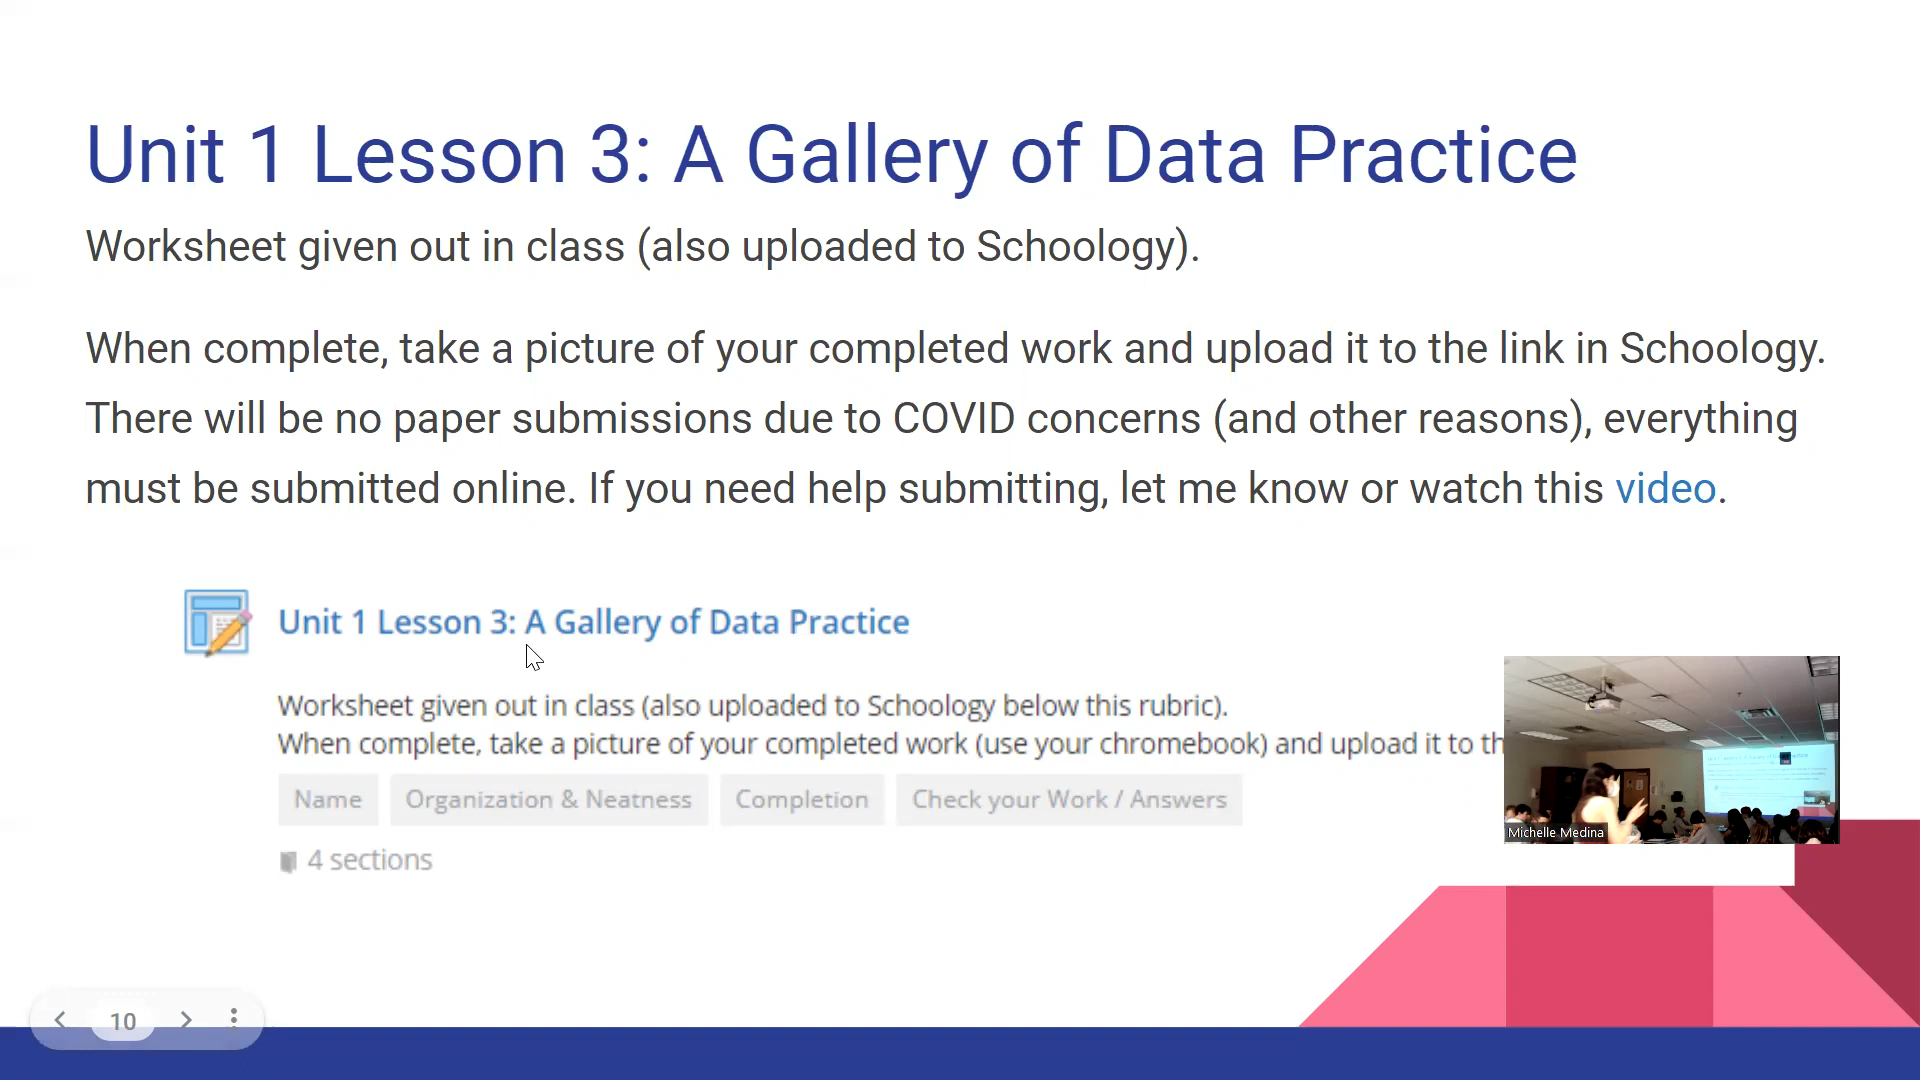 Unit 1 Lesson 3: A Gallery of Data Practice
Worksheet given out in class (also uploaded to Schoology).
When complete, take a picture of your completed work and upload it to the link in Schoology.
There will be no paper submissions due to COVID concerns (and other reasons), everything
must be submitted online. If you need help submitting, let me know or watch this video.
Unit 1 Lesson 3: A Gallery of Data Practice
Worksheet given out in class (also uploaded to Schoology below this rubric).
When complete, take a picture of your completed work (use your chromebook) and upload it to th
Name Organization & Neatness Completion Check your Work / Answers
4 sections
Michelle Medina
10